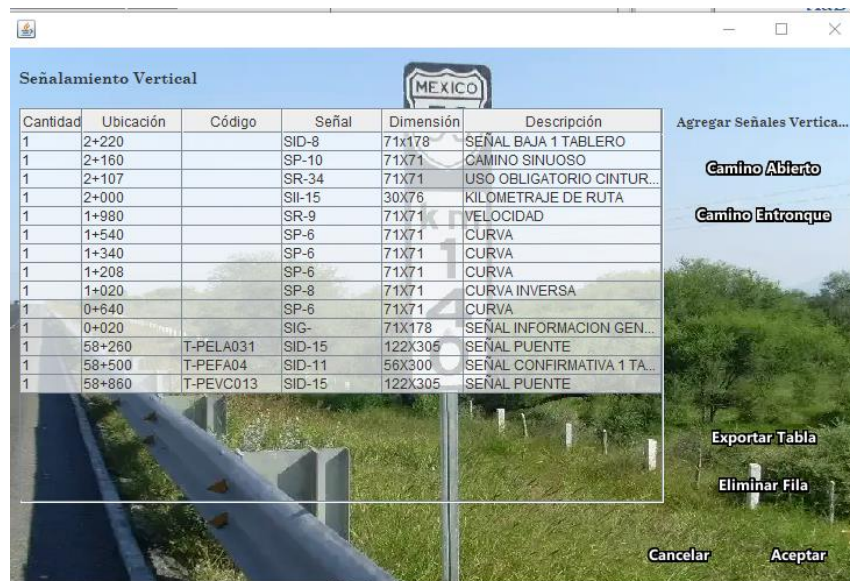 Señalamiento Vertical
MEXICO
Cantidad Ubicación Código Señal Dimensión Descripción
1 2+220 SID-8 71x178 SEÑAL BAJA 1 TABLERO
1 2+160 SP-10 71X71 CAMINO SINUOSO
1 2+107 SR-34 71X71 USO OBLIGATORIO CINTUR...
1 2+000 SII-15 30X76 KILOMETRAJE DE RUTA
1 1+980 SR-9 71X71 VELOCIDAD
1 1+540 SP-6 71X71 CURVA
1 1+340 SP-6 71X71 CURVA
1 1+208 SP-6 71X71 CURVA
1 1+020 SP-8 71X71 CURVA INVERSA
1 0+640 SP-6 71X71 CURVA
1 0+020 SIG- 71X178 SEÑAL INFORMACION GEN...
1 58+260 T-PELA031 SID-15 122X305 SEÑAL PUENTE
1 58+500 T-PEFA04 SID-11 56X300 SEÑAL CONFIRMATIVA 1 TA...
1 58+860 T-PEVC013 SID-15 122X305 SEÑAL PUENTE
km
1
4
0
Agregar Señales Vertica...
Camino Abierto
Camino Entronque
Exportar Tabla
Eliminar Fila
Cancelar Aceptar